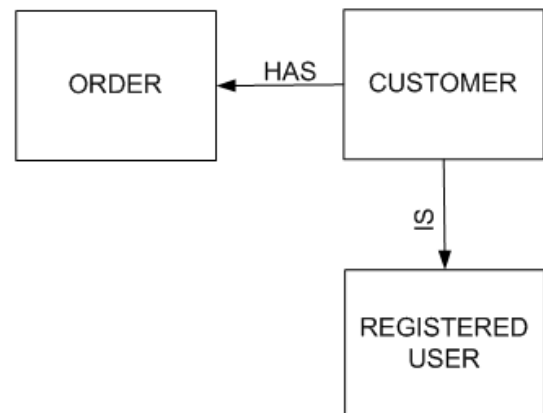 ORDER
HAS
CUSTOMER
IS
REGISTERED
USER